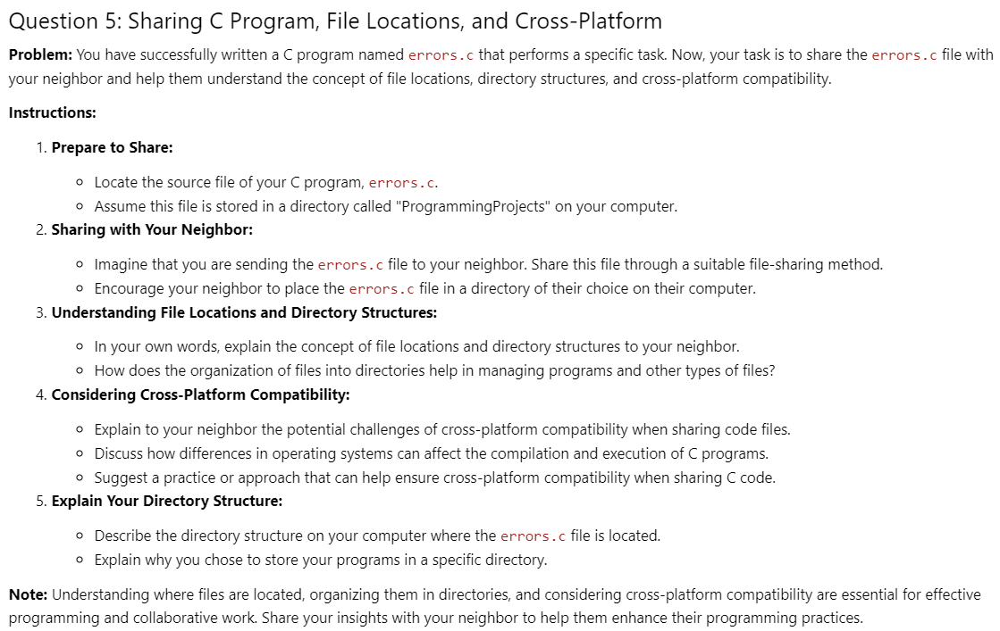 Question 5: Sharing C Program, File Locations, and Cross-Platform
Problem: You have successfully written a C program named errors.c that performs a specific task. Now, your task is to share the errors.c file with
your neighbor and help them understand the concept of file locations, directory structures, and cross-platform compatibility.
Instructions:
1. Prepare to Share:
○ Locate the source file of your C program, errors.c.
○ Assume this file is stored in a directory called "ProgrammingProjects" on your computer.
2. Sharing with Your Neighbor:
○ Imagine that you are sending the errors.c file to your neighbor. Share this file through a suitable file-sharing method.
○ Encourage your neighbor to place the errors.c file in a directory of their choice on their computer.
3. Understanding File Locations and Directory Structures:
○ In your own words, explain the concept of file locations and directory structures to your neighbor.
○ How does the organization of files into directories help in managing programs and other types of files?
4. Considering Cross-Platform Compatibility:
○ Explain to your neighbor the potential challenges of cross-platform compatibility when sharing code files.
○ Discuss how differences in operating systems can affect the compilation and execution of C programs.
○ Suggest a practice or approach that can help ensure cross-platform compatibility when sharing C code.
5. Explain Your Directory Structure:
○ Describe the directory structure on your computer where the errors.c file is located.
○ Explain why you chose to store your programs in a specific directory.
Note: Understanding where files are located, organizing them in directories, and considering cross-platform compatibility are essential for effective
programming and collaborative work. Share your insights with your neighbor to help them enhance their programming practices.